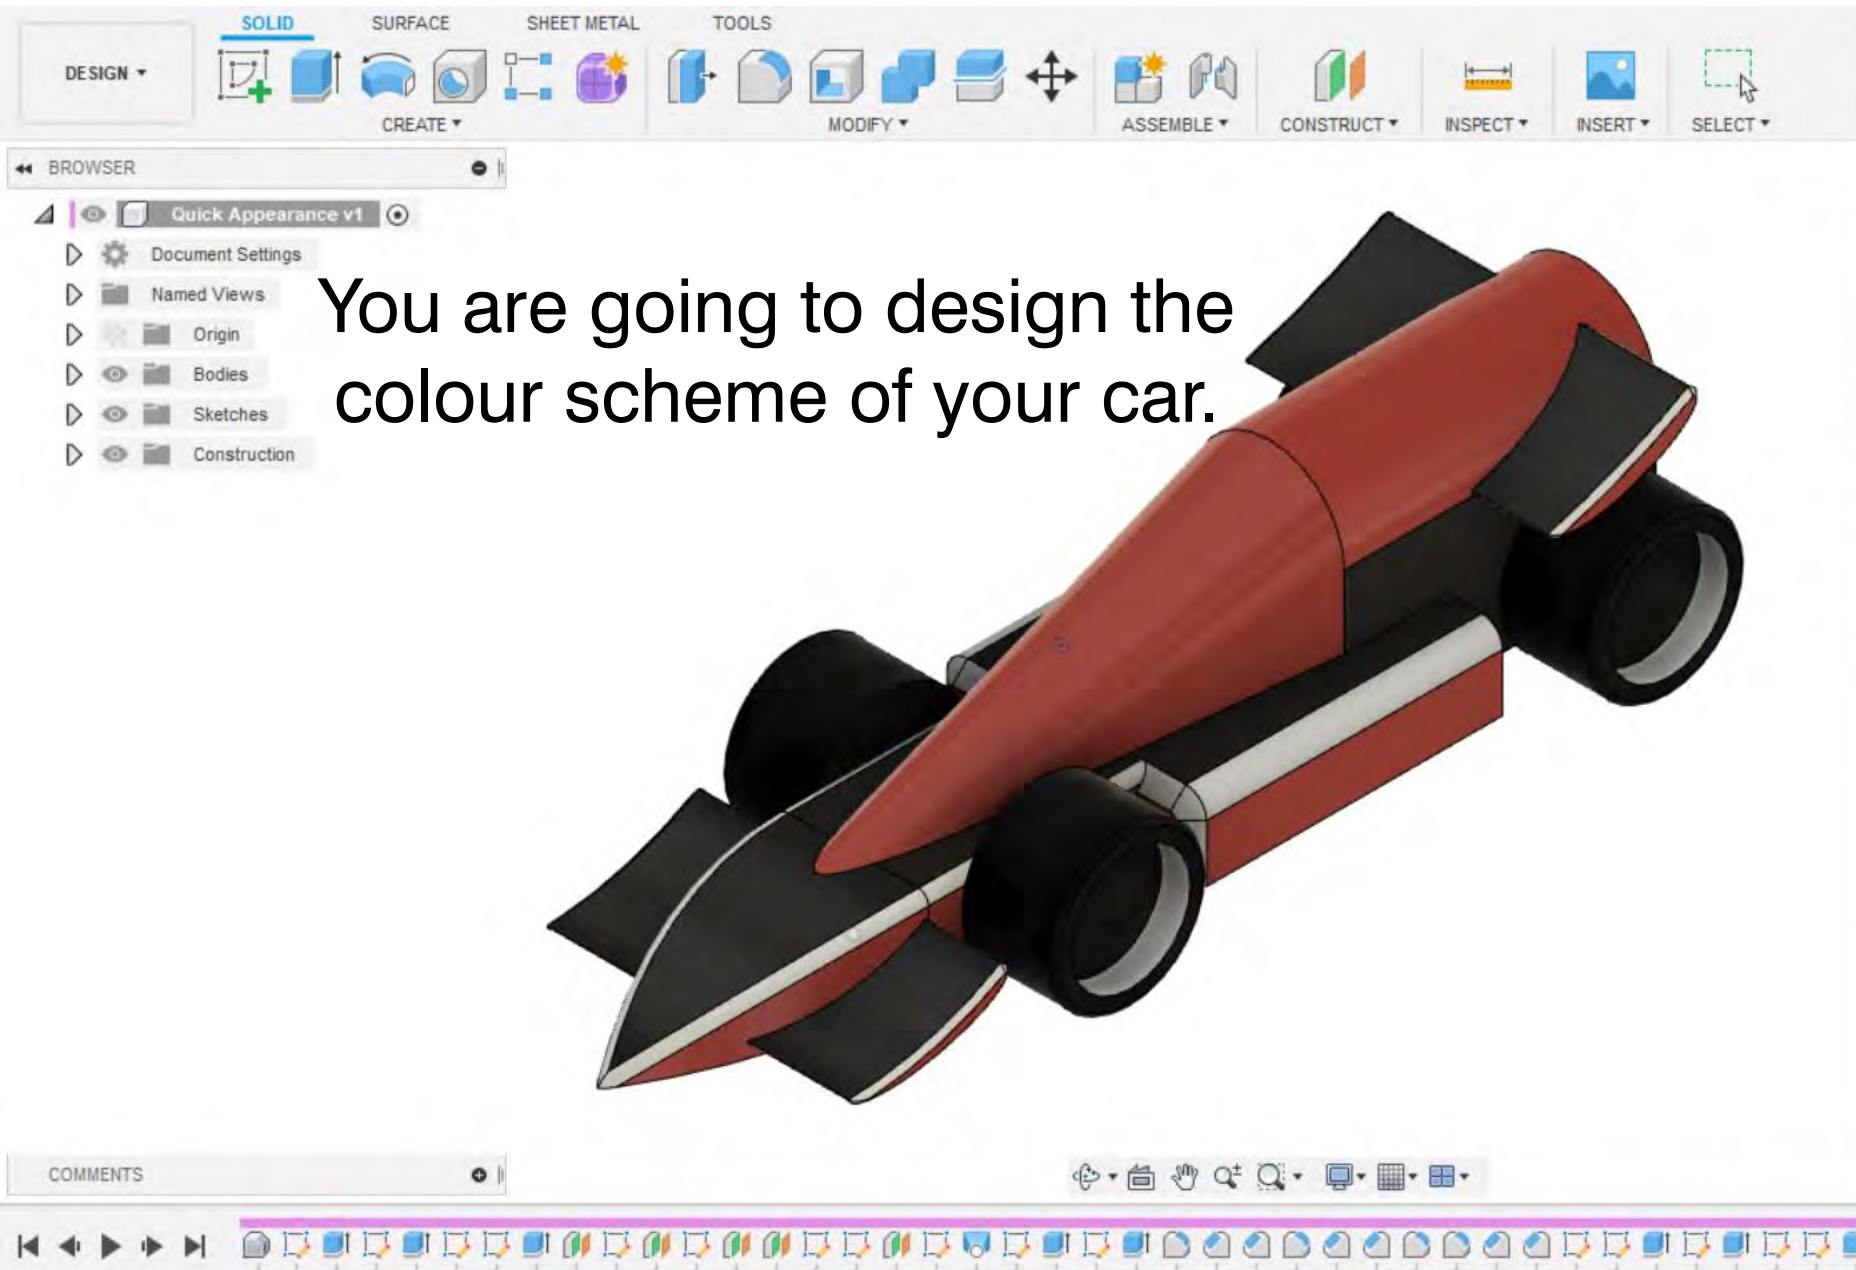 SOLID SURFACE SHEET METAL TOOLS
DESIGN
CREATE MODIFY ASSEMBLE CONSTRUCT INSPECT INSERT SELECT
BROWSER
Quick Appearance v1
Document Settings
Named Views
Origin
Bodies
Sketches
Construction
You are going to design the
colour scheme of your car.
COMMENTS